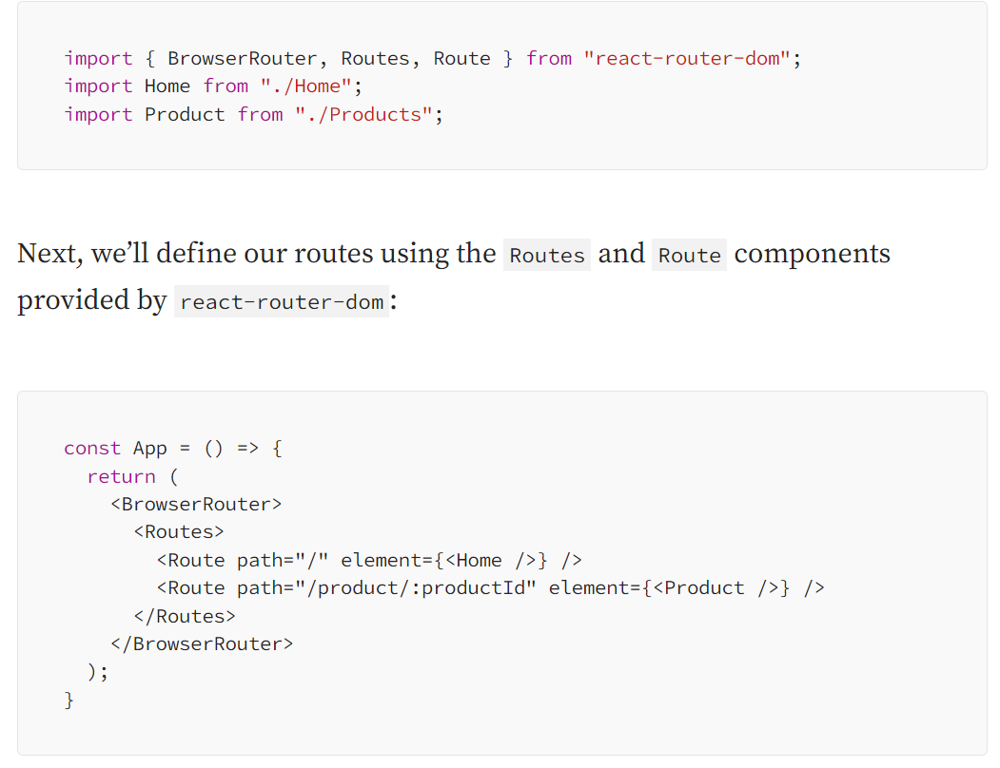 import { BrowserRouter, Routes, Route } from "react-router-dom";
import Home from "./Home";
import Product from "./Products";
Next, we’ll define our routes using the Routes and Route components
provided by react-router-dom:
const App = () => {
  return (
    <BrowserRouter>
      <Routes>
        <Route path="/" element={<Home />} />
        <Route path="/product/:productId" element={<Product />} />
      </Routes>
    </BrowserRouter>
  );
}